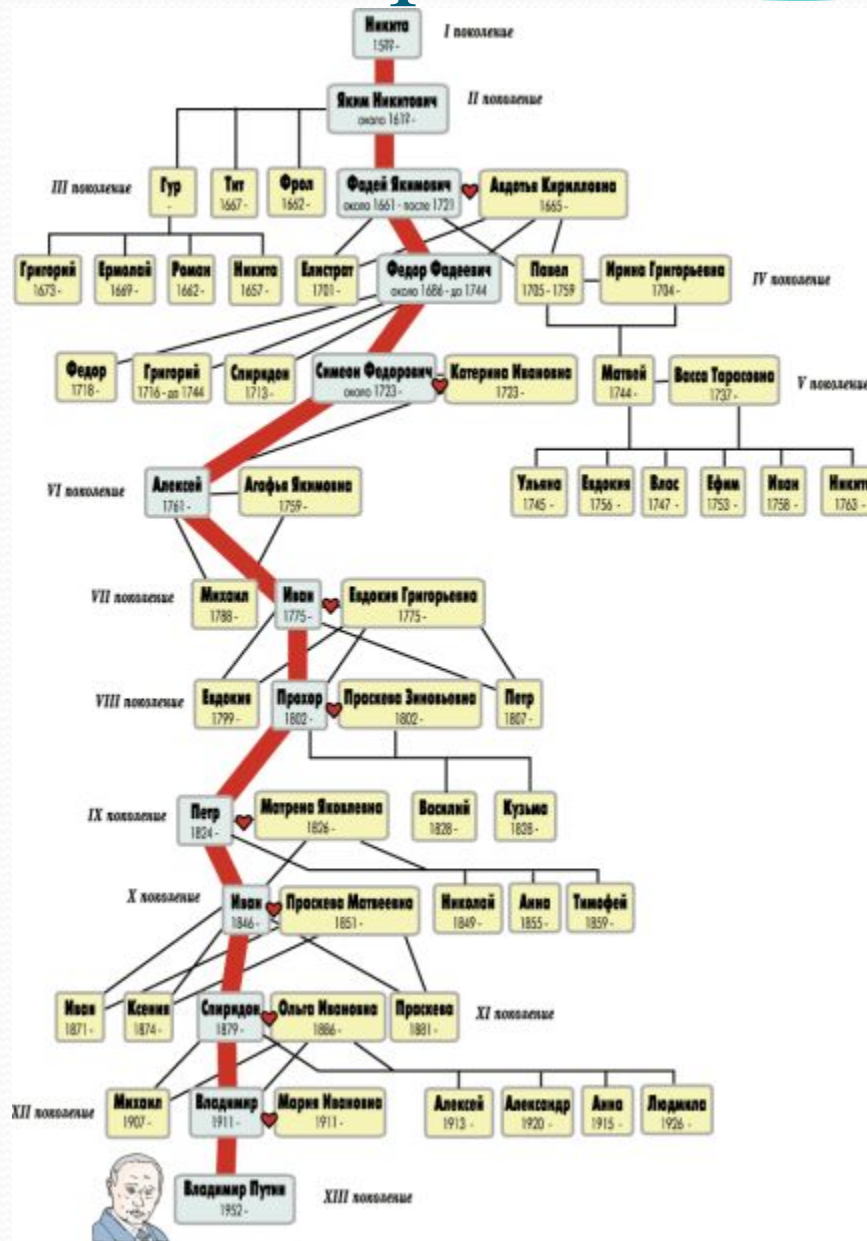 Никита
159? -
I поколение
Яким Никитович
около 161? -
II поколение
III поколение
Гур
-
Тит
1667 -
Фрол
1662 -
Фадей Якимович
около 1661 - после 1721
Авдотья Кирилловна
1665 -
Григорий
1673 -
Ермолай
1669 -
Роман
1662 -
Никита
1657 -
Елистрат
1701 -
Федор Фадеевич
около 1686 - до 1744
Павел
1705 - 1759
Ирина Григорьевна
1704 -
IV поколение
Федор
1718 -
Григорий
1716 - до 1744
Спиридон
1713 -
Симеон Федорович
около 1723 -
Катерина Ивановна
1723 -
Матвей
1744 -
Васса Тарасовна
1737 -
V поколение
VI поколение
Алексей
1761 -
Агафья Якимовна
1759 -
Ульяна
1745 -
Евдокия
1756 -
Влас
1747 -
Ефим
1753 -
Иван
1758 -
Никит
1763 -
VII поколение
Михаил
1788 -
Иван
1775 -
Евдокия Григорьевна
1775 -
VIII поколение
Евдокия
1799 -
Прохор
1802 -
Праскева Зиновьевна
1802 -
Петр
1807 -
IX поколение
Петр
1824 -
Матрена Яковлевна
1826 -
Василий
1828 -
Кузьма
1828 -
X поколение
Иван
1846 -
Праскева Матвеевна
1851 -
Николай
1849 -
Анна
1855 -
Тимофей
1859 -
Иван
1871 -
Ксения
1874 -
Спиридон
1879 -
Ольга Ивановна
1886 -
Праскева
1881 -
XI поколение
XII поколение
Михаил
1907 -
Владимир
1911 -
Мария Ивановна
1911 -
Алексей
1913 -
Александр
1920 -
Анна
1915 -
Людмила
1926 -
Владимир Путин
1952 -
XIII поколение